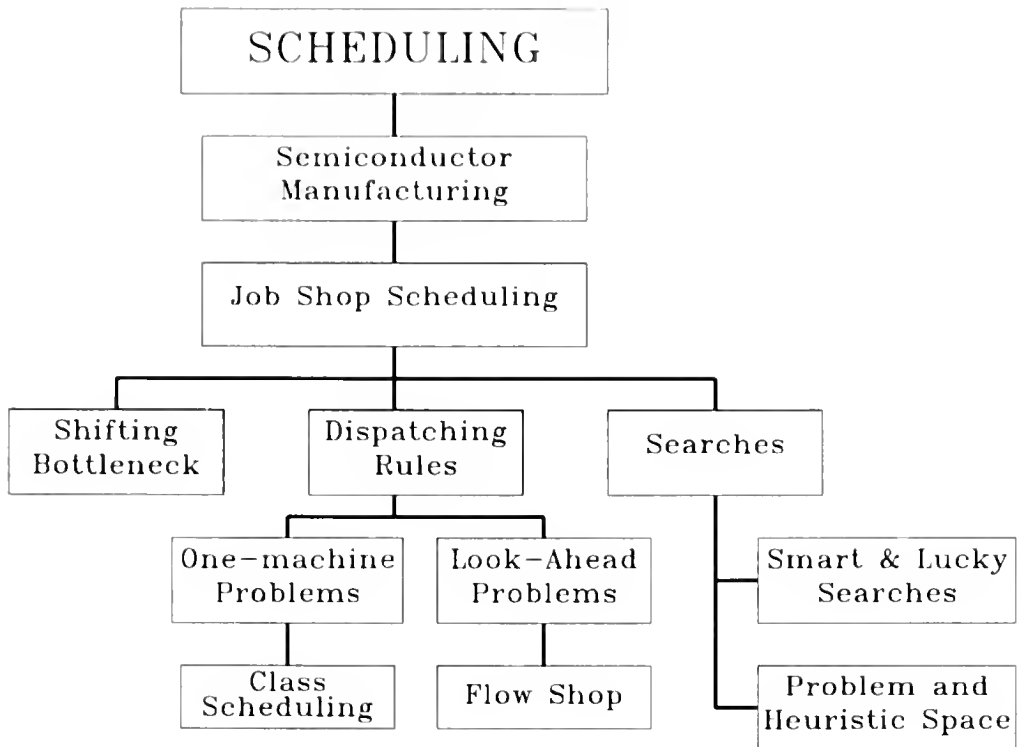 SCHEDULING
Semiconductor
Manufacturing
Job Shop Scheduling
Shifting
Bottleneck
Dispatching
Rules
Searches
One-machine
Problems
Look-Ahead
Problems
Smart & Lucky
Searches
Class
Scheduling
Flow Shop
Problem and
Heuristic Space